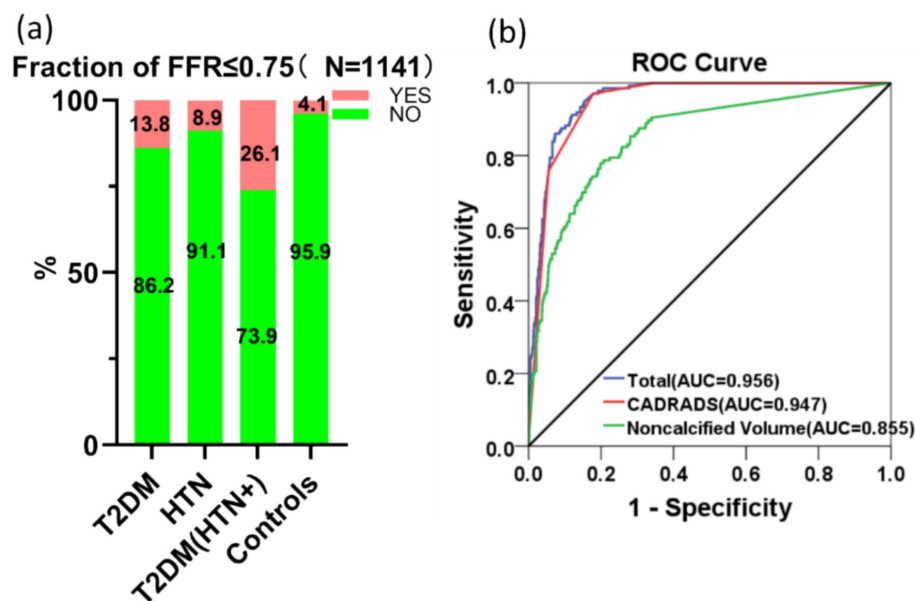 (a)
Fraction of FFR≤0.75( N=1141)
YES
NO
100
50
0
%
13.8
86.2
8.9
91.1
26.1
73.9
4.1
95.9
T2DM
HTN
T2DM(HTN+)
Controls
(b)
ROC Curve
Sensitivity
1.0
0.8
0.6
0.4
0.2
0.0
Total(AUC=0.956)
CADRADS(AUC=0.947)
Noncalcified Volume(AUC=0.855)
0.0 0.2 0.4 0.6 0.8 1.0
1 - Specificity